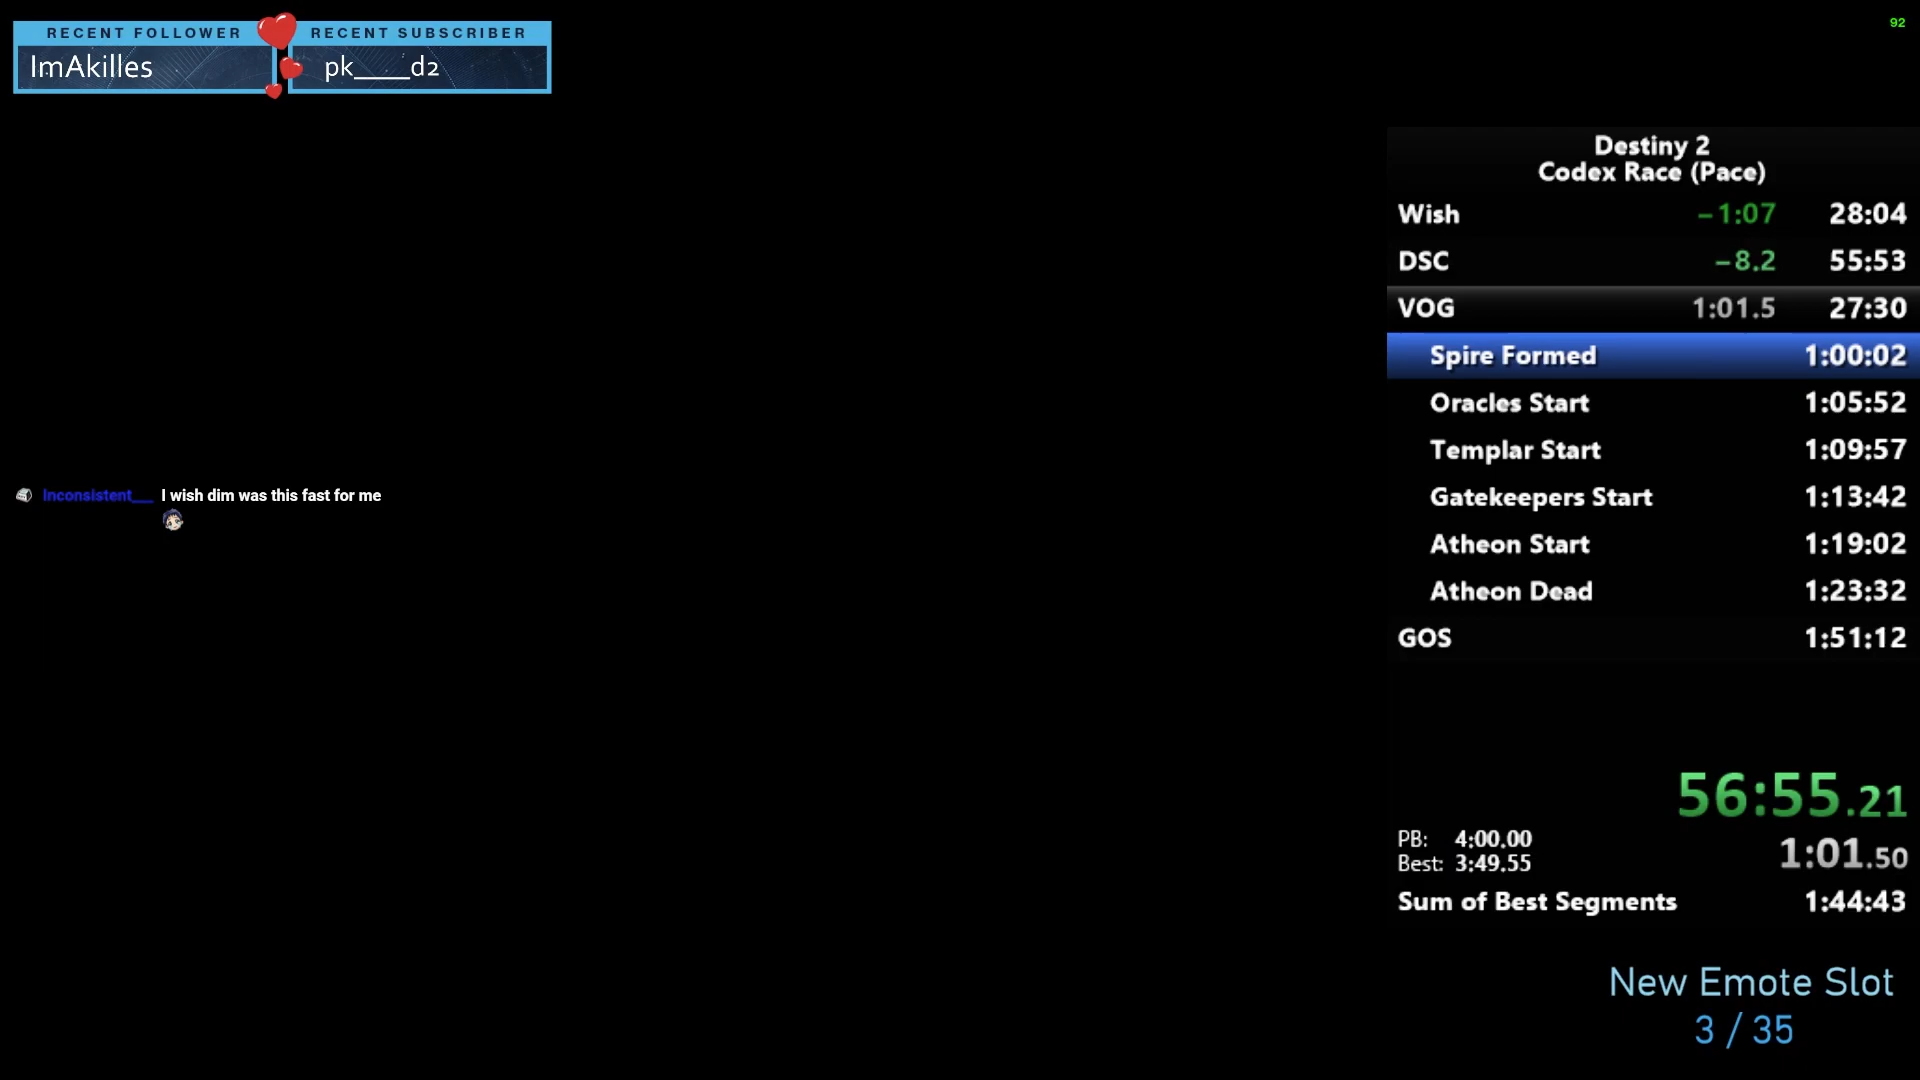 RECENT FOLLOWER
RECENT SUBSCRIBER
ImAkilles
pk____d2
92
Destiny 2
Codex Race (Pace)
Wish −1:07 28:04
DSC −8.2 55:53
VOG 1:01.5 27:30
Spire Formed 1:00:02
Oracles Start 1:05:52
Templar Start 1:09:57
Gatekeepers Start 1:13:42
Atheon Start 1:19:02
Atheon Dead 1:23:32
GOS 1:51:12
Inconsistent___ I wish dim was this fast for me
56:55.21
PB: 4:00.00
Best: 3:49.55
1:01.50
Sum of Best Segments 1:44:43
New Emote Slot
3 / 35